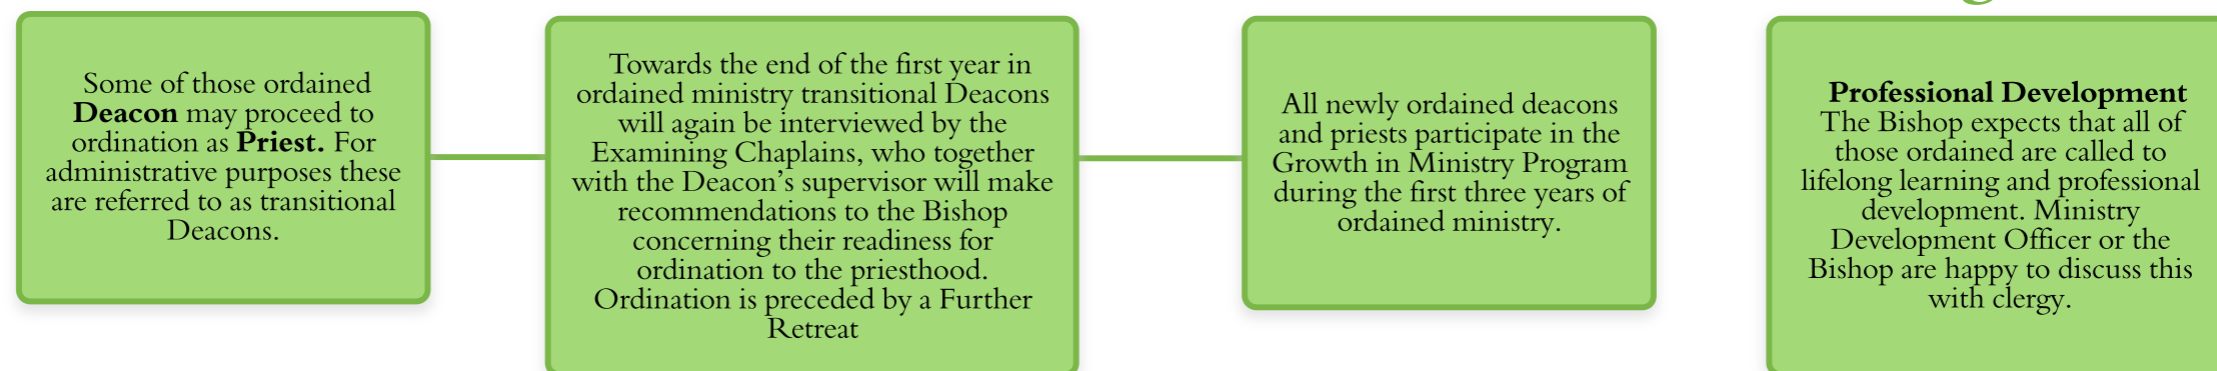 Some of those ordained
Deacon may proceed to
ordination as Priest. For
administrative purposes these
are referred to as transitional
Deacons.
Towards the end of the first year in
ordained ministry transitional Deacons
will again be interviewed by the
Examining Chaplains, who together
with the Deacon’s supervisor will make
recommendations to the Bishop
concerning their readiness for
ordination to the priesthood.
Ordination is preceded by a Further
Retreat
All newly ordained deacons
and priests participate in the
Growth in Ministry Program
during the first three years of
ordained ministry.
Professional Development
The Bishop expects that all of
those ordained are called to
lifelong learning and professional
development. Ministry
Development Officer or the
Bishop are happy to discuss this
with clergy.